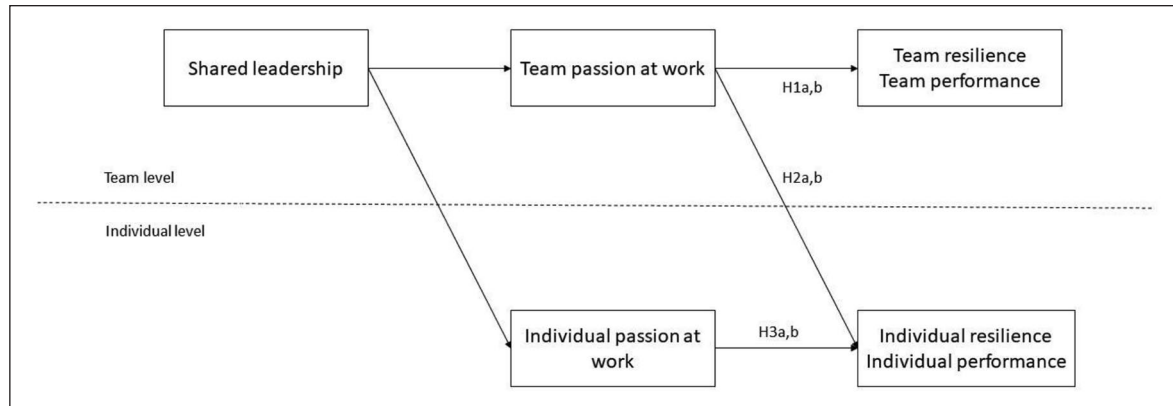 Shared leadership
Team passion at work
Team resilience
Team performance
H1a,b
Team level
H2a,b
Individual level
Individual passion at
work
H3a,b
Individual resilience
Individual performance